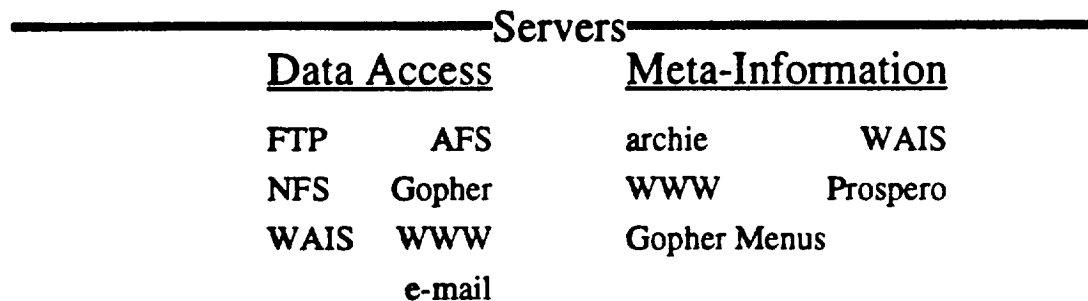 Servers
Data Access Meta-Information
FTP AFS archie WAIS
NFS Gopher WWW Prospero
WAIS WWW Gopher Menus
e-mail